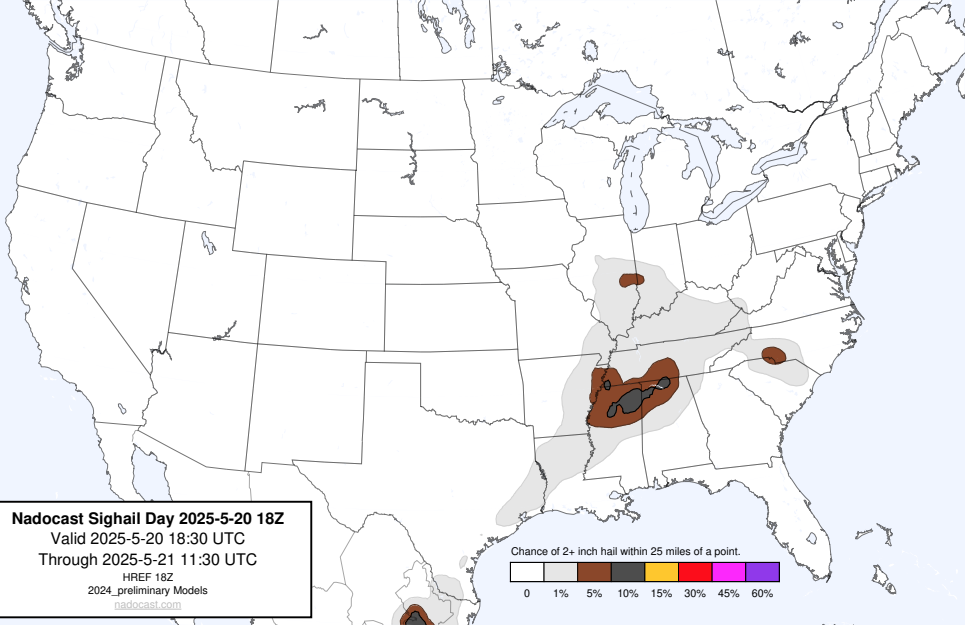 Nadocast Sighail Day 2025-5-20 18Z
Valid 2025-5-20 18:30 UTC
Through 2025-5-21 11:30 UTC
HREF 18Z
2024_preliminary Models
nadocast.com
Chance of 2+ inch hail within 25 miles of a point.
0 1% 5% 10% 15% 30% 45% 60%